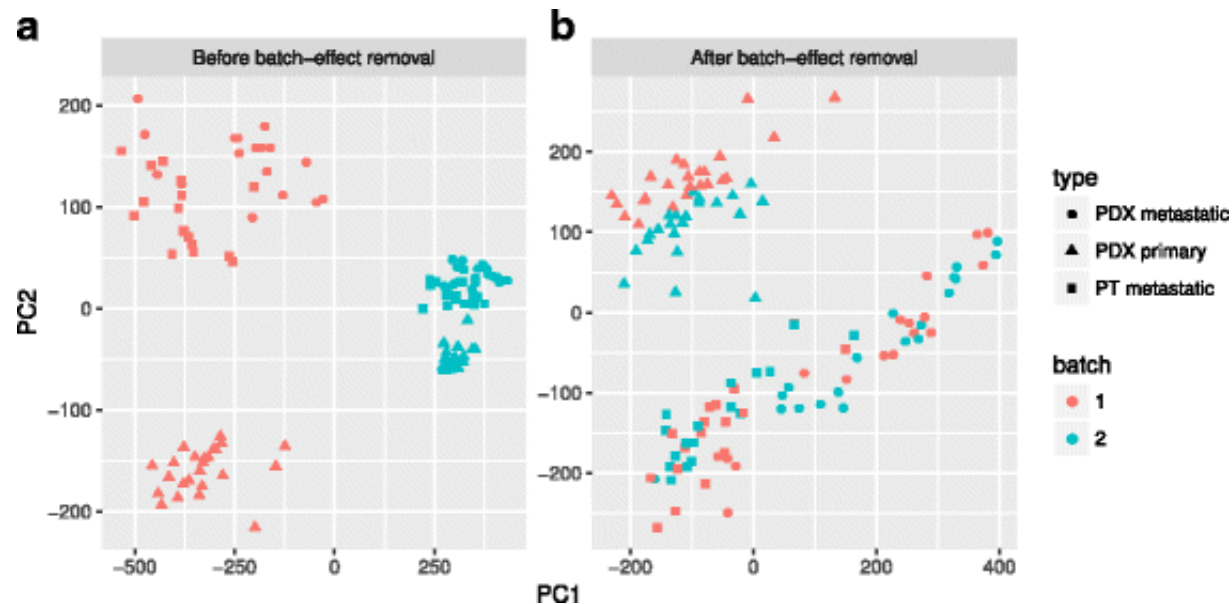 a
b
Before batch-effect removal
After batch-effect removal
200
100
0
−100
−200
PC2
−500
−250
0
250
200
100
0
−100
−200
−200
0
200
400
PC1
type
PDX metastatic
PDX primary
PT metastatic
batch
1
2